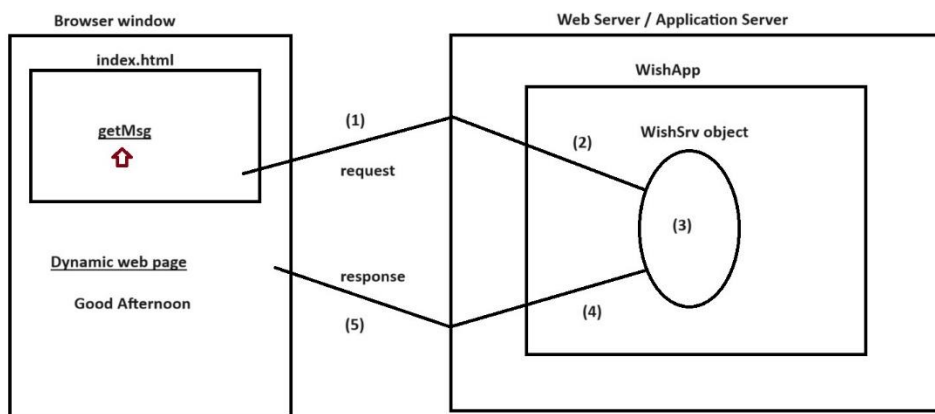 Browser window
index.html
getMsg
Dynamic web page
Good Afternoon
(1)
request
response
(5)
Web Server / Application Server
WishApp
WishSrv object
(2)
(3)
(4)